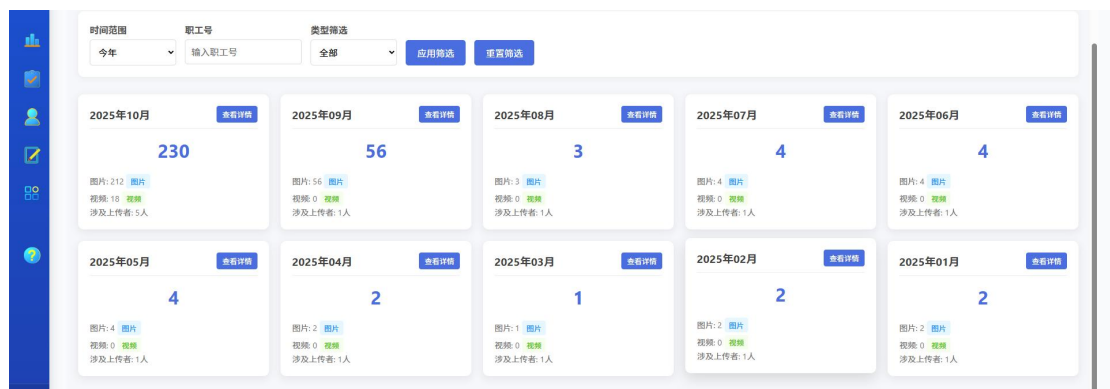 时间范围 职工号 类型筛选
今年 输入职工号 全部 应用筛选 重置筛选
2025年10月 查看详情
230
图片: 212 图片
视频: 18 视频
涉及上传者: 5人
2025年09月 查看详情
56
图片: 56 图片
视频: 0 视频
涉及上传者: 1人
2025年08月 查看详情
3
图片: 3 图片
视频: 0 视频
涉及上传者: 1人
2025年07月 查看详情
4
图片: 4 图片
视频: 0 视频
涉及上传者: 1人
2025年06月 查看详情
4
图片: 4 图片
视频: 0 视频
涉及上传者: 1人
2025年05月 查看详情
4
图片: 4 图片
视频: 0 视频
涉及上传者: 1人
2025年04月 查看详情
2
图片: 2 图片
视频: 0 视频
涉及上传者: 1人
2025年03月 查看详情
1
图片: 1 图片
视频: 0 视频
涉及上传者: 1人
2025年02月 查看详情
2
图片: 2 图片
视频: 0 视频
涉及上传者: 1人
2025年01月 查看详情
2
图片: 2 图片
视频: 0 视频
涉及上传者: 1人